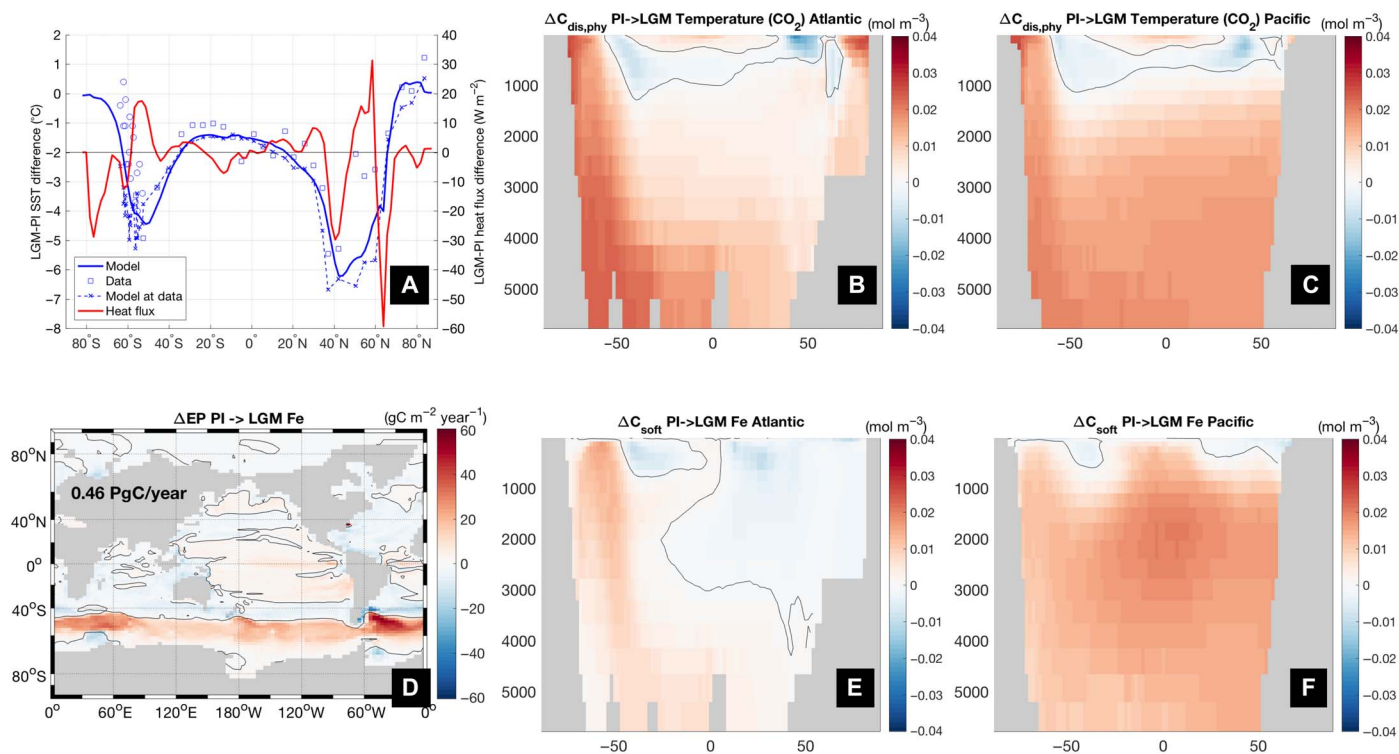 2
1
0
-1
-2
-3
-4
-5
-6
-7
-8
LGM-PI SST difference (°C)
40
30
20
10
0
-10
-20
-30
-40
-50
-60
LGM-PI heat flux difference (W m−2)
80°S 60°S 40°S 20°S 0° 20°N 40°N 60°N 80°N
Model
Data
Model at data
Heat flux
A
ΔCdis,phy PI->LGM Temperature (CO2) Atlantic
(mol m−3)
1000
2000
3000
4000
5000
−50 0 50
0.04
0.03
0.02
0.01
0
−0.01
−0.02
−0.03
−0.04
B
ΔCdis,phy PI->LGM Temperature (CO2) Pacific
(mol m−3)
1000
2000
3000
4000
5000
−50 0 50
0.04
0.03
0.02
0.01
0
−0.01
−0.02
−0.03
−0.04
C
ΔEP PI -> LGM Fe
(gC m−2 year−1)
80°N
40°N
0°
40°S
80°S
0.46 PgC/year
0° 60°E 120°E 180°W 120°W 60°W 0°
60
40
20
0
−20
−40
−60
D
ΔCsoft PI->LGM Fe Atlantic
(mol m−3)
1000
2000
3000
4000
5000
−50 0 50
0.04
0.03
0.02
0.01
0
−0.01
−0.02
−0.03
−0.04
E
ΔCsoft PI->LGM Fe Pacific
(mol m−3)
1000
2000
3000
4000
5000
−50 0 50
0.04
0.03
0.02
0.01
0
−0.01
−0.02
−0.03
−0.04
F